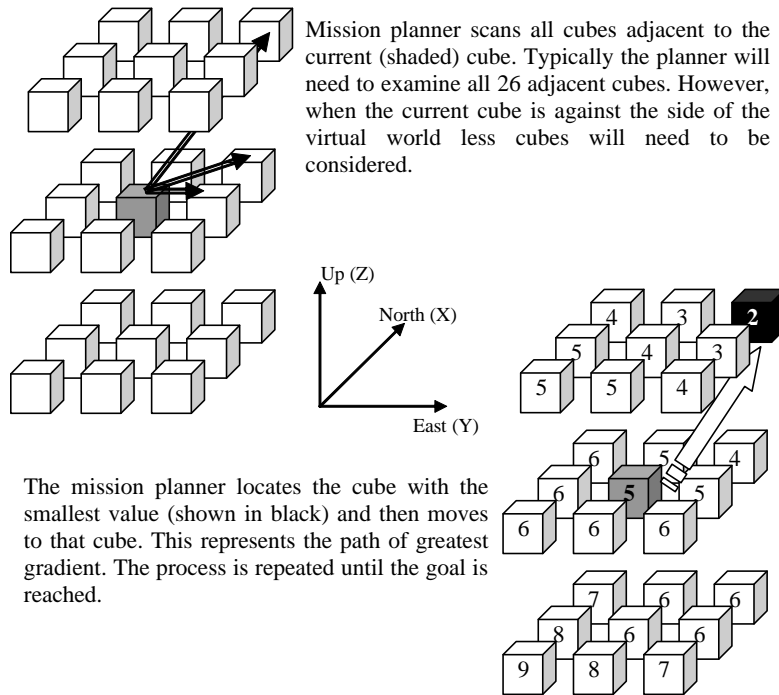 Mission planner scans all cubes adjacent to the
current (shaded) cube. Typically the planner will
need to examine all 26 adjacent cubes. However,
when the current cube is against the side of the
virtual world less cubes will need to be
considered.
Up (Z)
North (X)
East (Y)
4 3 2
5 4 3
5 5 4
6 5 4
6 5 5
6 6 6
7 6 6
8 6 6
9 8 7
The mission planner locates the cube with the
smallest value (shown in black) and then moves
to that cube. This represents the path of greatest
gradient. The process is repeated until the goal is
reached.